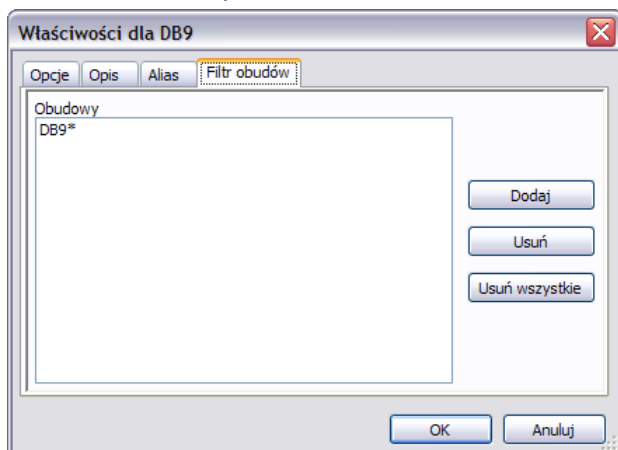 Właściwości dla DB9
Opcje Opis Alias Filtr obudów
Obudowy
DB9*
Dodaj
Usuń
Usuń wszystkie
OK Anuluj